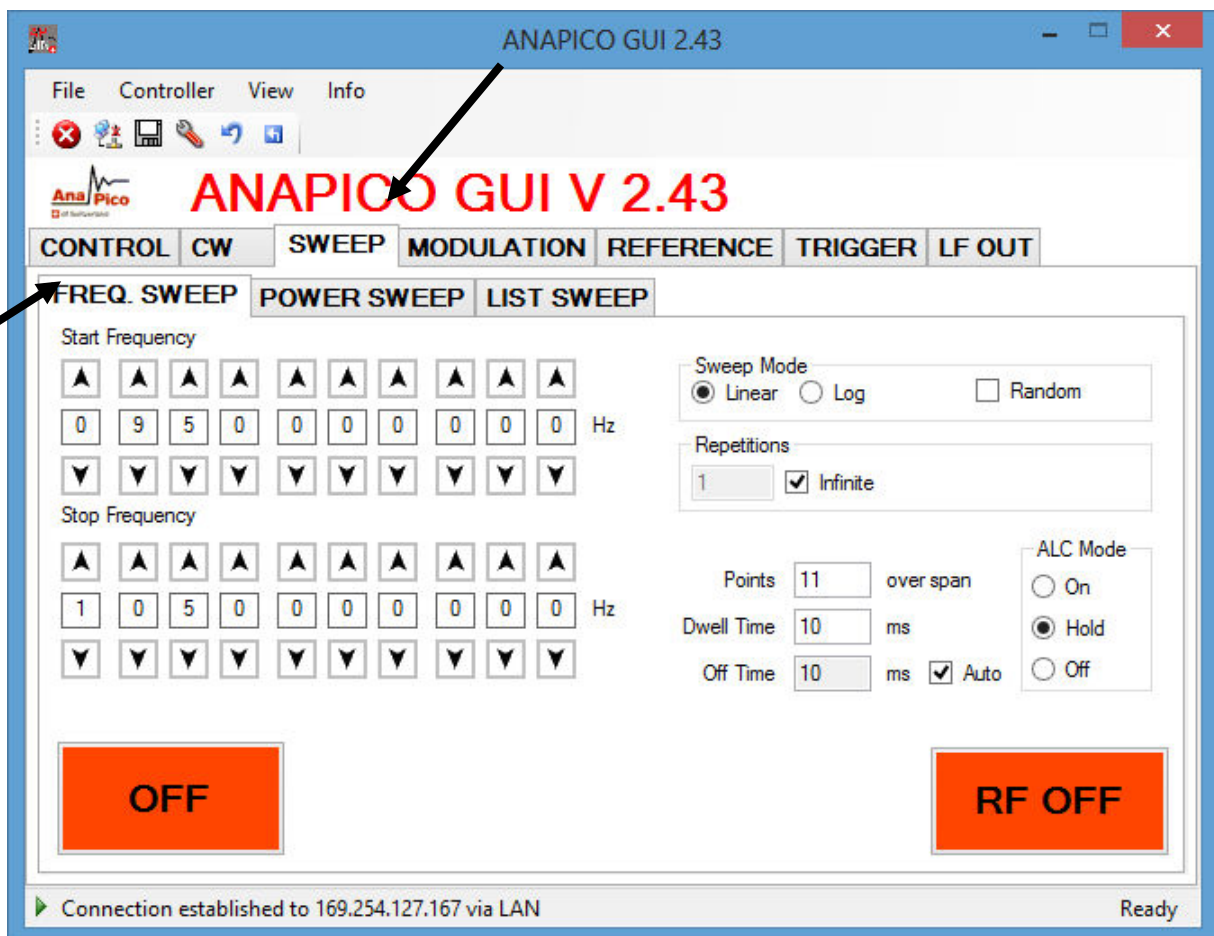 ANAPICO GUI 2.43
File Controller View Info
Ana Pico
ANAPICO GUI V 2.43
CONTROL CW SWEEP MODULATION REFERENCE TRIGGER LF OUT
FREQ. SWEEP POWER SWEEP LIST SWEEP
Start Frequency
0 9 5 0 0 0 0 0 0 0 Hz
Stop Frequency
1 0 5 0 0 0 0 0 0 0 Hz
Sweep Mode
Linear Log Random
Repetitions
1 Infinite
Points 11 over span
Dwell Time 10 ms
Off Time 10 ms Auto
ALC Mode
On
Hold
Off
OFF
RF OFF
Connection established to 169.254.127.167 via LAN Ready